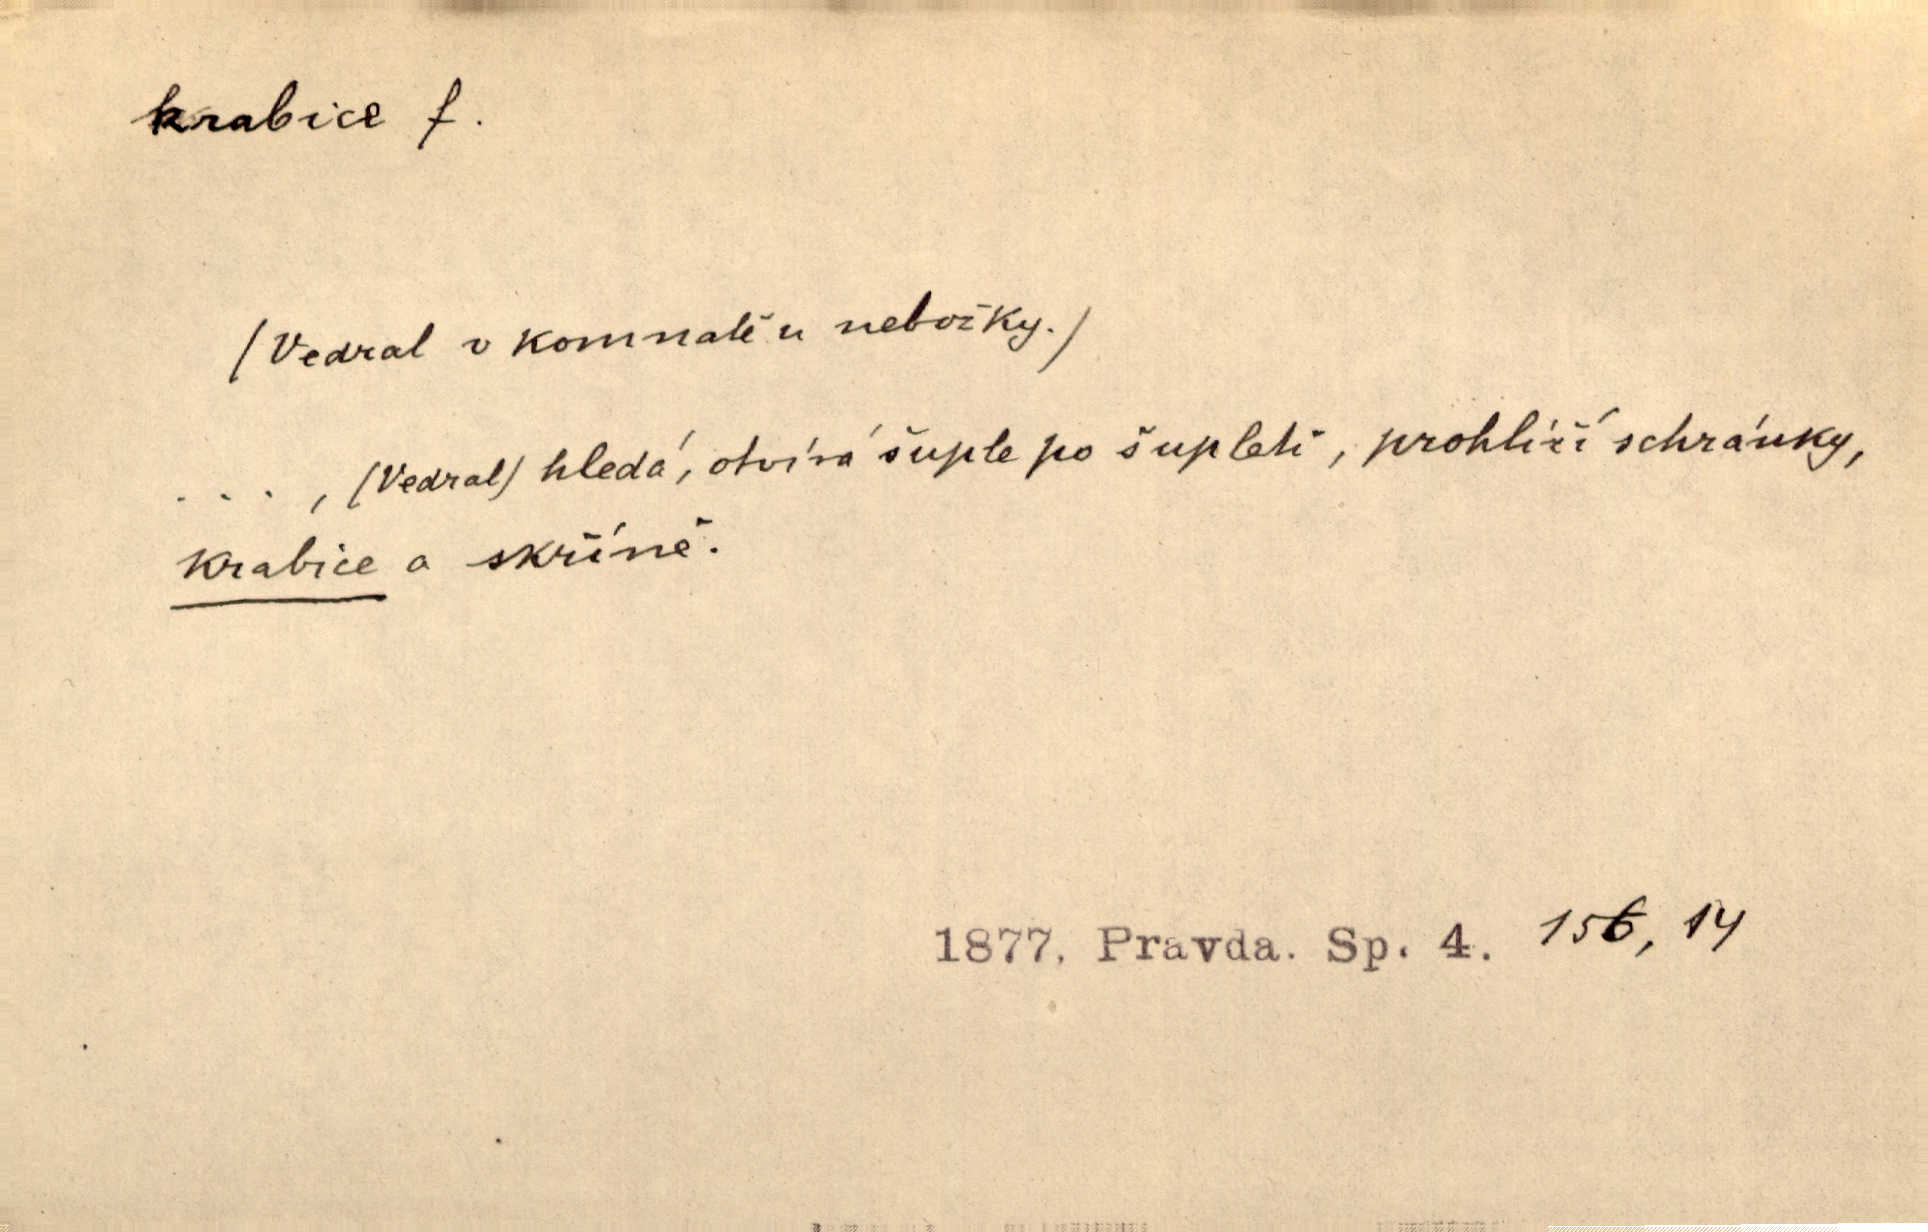 krabice f.
(Vedral v komnatě u nebožky.)
. . . , (Vedral) hledá, otvírá šuple po šupleti, prohlíží schránky,
krabice a skříně.
1877. Pravda. Sp. 4. 156, 14